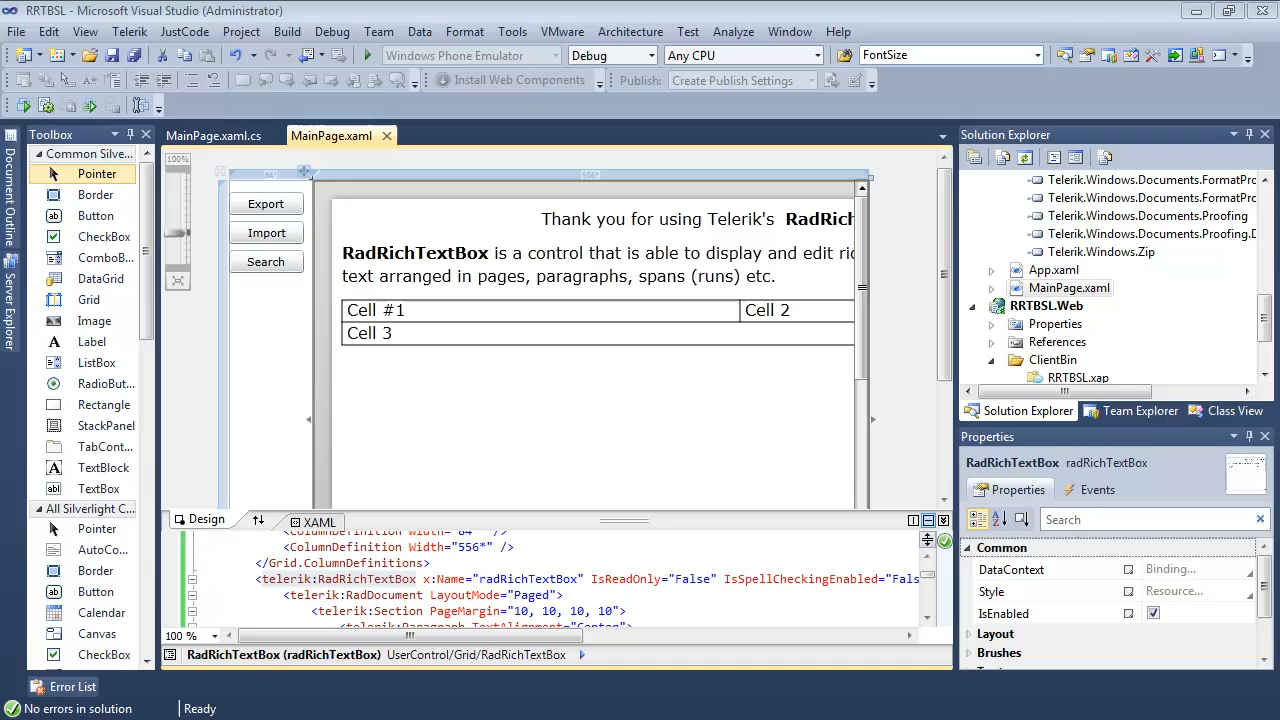 RRTBSL - Microsoft Visual Studio (Administrator)
File Edit View Telerik JustCode Project Build Debug Team Data Format Tools VMware Architecture Test Analyze Window Help
Windows Phone Emulator Debug Any CPU FontSize
Install Web Components Publish: Create Publish Settings
Document Outline
Server Explorer
Toolbox
Common Silve...
Pointer
Border
Button
CheckBox
ComboB...
DataGrid
Grid
Image
Label
ListBox
RadioBut...
Rectangle
StackPanel
TabCont...
TextBlock
TextBox
All Silverlight C...
Pointer
AutoCo...
Border
Button
Calendar
Canvas
CheckBox
MainPage.xaml.cs MainPage.xaml
100%
84* 556*
Export
Import
Search
Thank you for using Telerik's RadRich
RadRichTextBox is a control that is able to display and edit ric
text arranged in pages, paragraphs, spans (runs) etc.
Cell #1 Cell 2
Cell 3
Design XAML
<ColumnDefinition Width="84*" />
<ColumnDefinition Width="556*" />
</Grid.ColumnDefinitions>
<telerik:RadRichTextBox x:Name="radRichTextBox" IsReadOnly="False" IsSpellCheckingEnabled="Fals
<telerik:RadDocument LayoutMode="Paged">
<telerik:Section PageMargin="10, 10, 10, 10">
<telerik:Paragraph TextAlignment="Center">
100 %
RadRichTextBox (radRichTextBox) UserControl/Grid/RadRichTextBox
Solution Explorer
Telerik.Windows.Documents.FormatPro
Telerik.Windows.Documents.FormatPro
Telerik.Windows.Documents.Proofing
Telerik.Windows.Documents.Proofing.D
Telerik.Windows.Zip
App.xaml
MainPage.xaml
RRTBSL.Web
Properties
References
ClientBin
RRTBSL.xap
Solution Explorer Team Explorer Class View
Properties
RadRichTextBox radRichTextBox
Properties Events
Search
Common
DataContext Binding...
Style Resource...
IsEnabled
Layout
Brushes
Error List
No errors in solution Ready